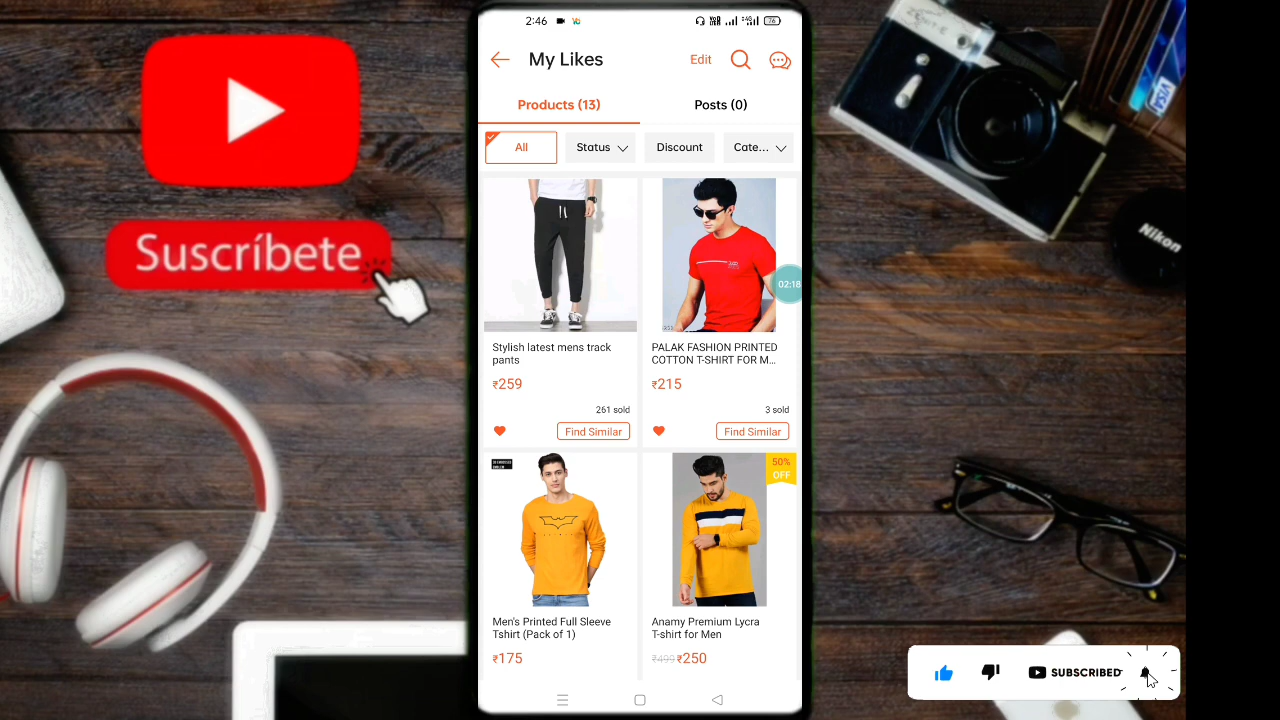 2:46
76
My Likes
Edit
Products (13)
Posts (0)
All
Status
Discount
Cate...
02:18
Stylish latest mens track
pants
₹259
261 sold
Find Similar
PALAK FASHION PRINTED
COTTON T-SHIRT FOR M...
₹215
3 sold
Find Similar
50%
OFF
Men's Printed Full Sleeve
Tshirt (Pack of 1)
₹175
Anamy Premium Lycra
T-shirt for Men
₹499 ₹250
Suscríbete
VISA
Nikon
SUBSCRIBED